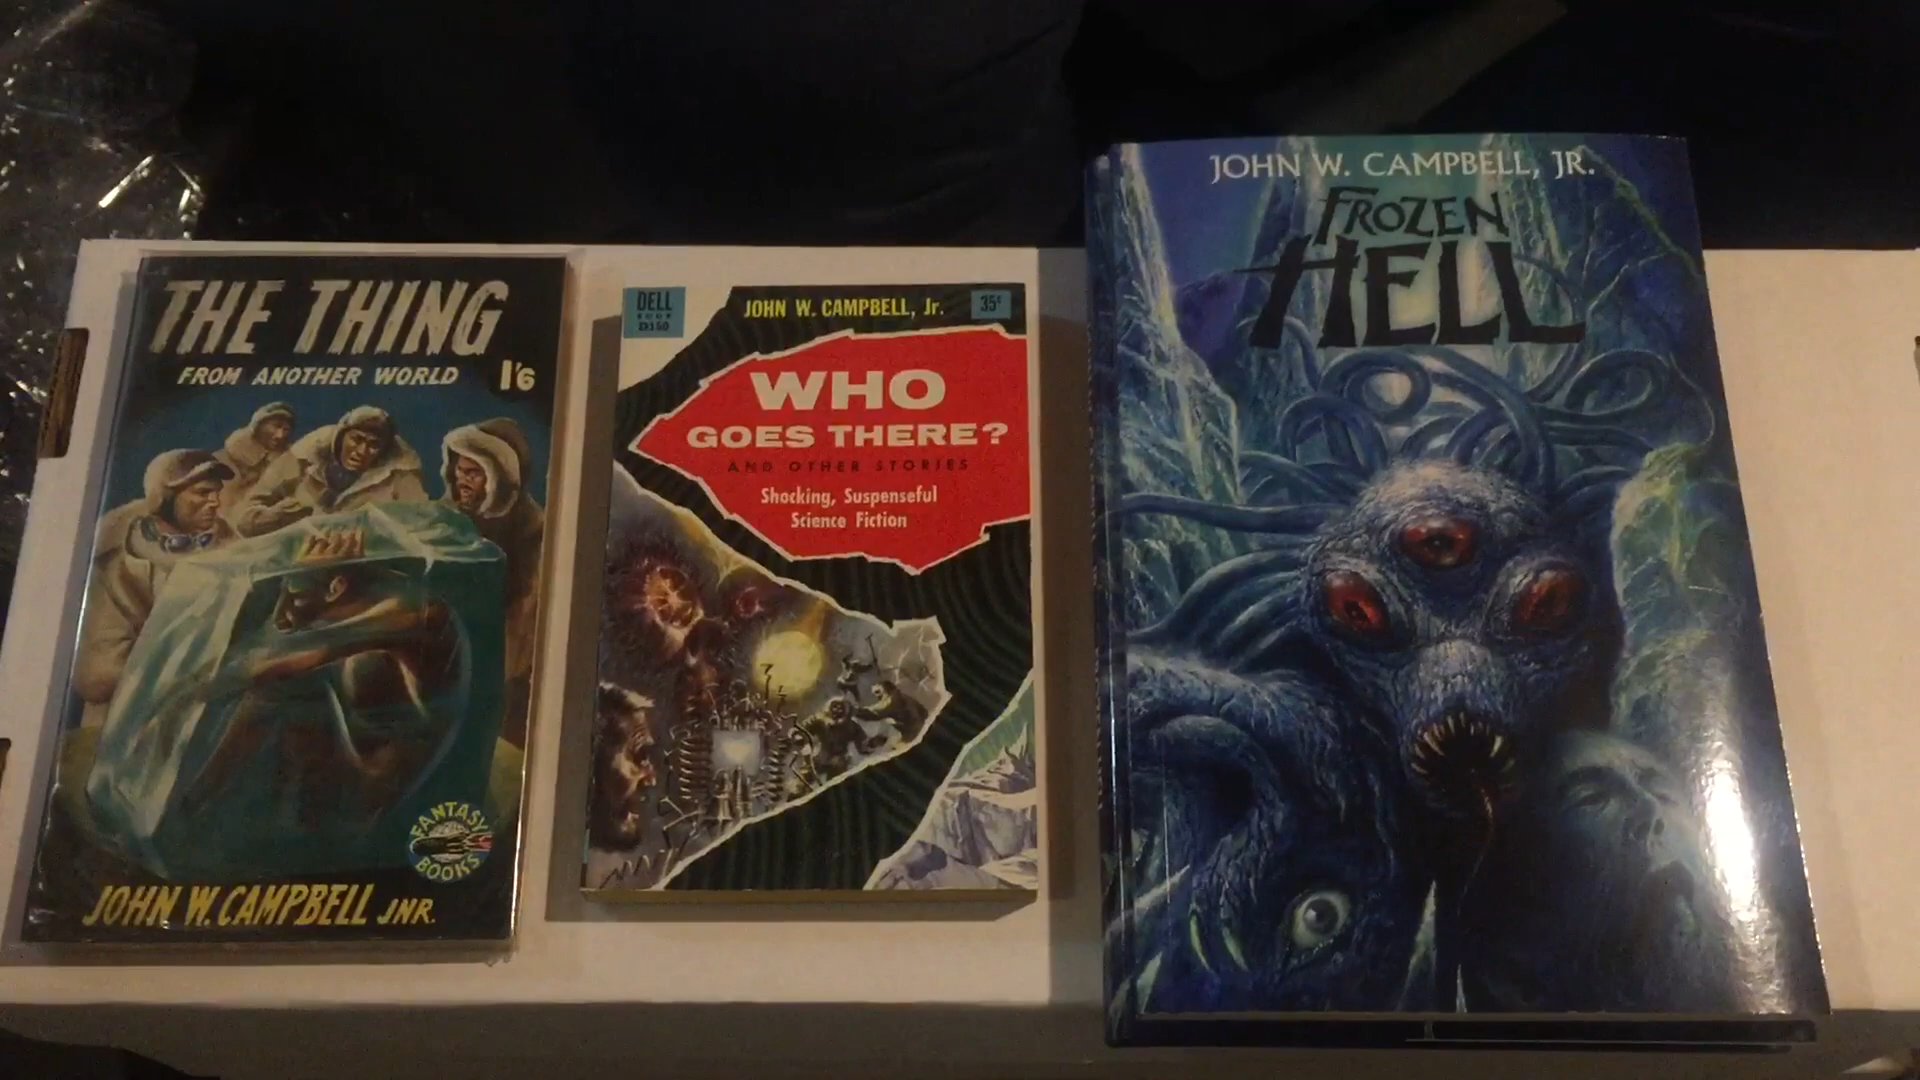 THE THING
FROM ANOTHER WORLD
1'6
FANTASY
BOOKS
JOHN W. CAMPBELL JNR.
DELL
BOOK
D150
JOHN W. CAMPBELL, Jr.
35¢
WHO
GOES THERE?
AND OTHER STORIES
Shocking, Suspenseful
Science Fiction
JOHN W. CAMPBELL, JR.
FROZEN
HELL